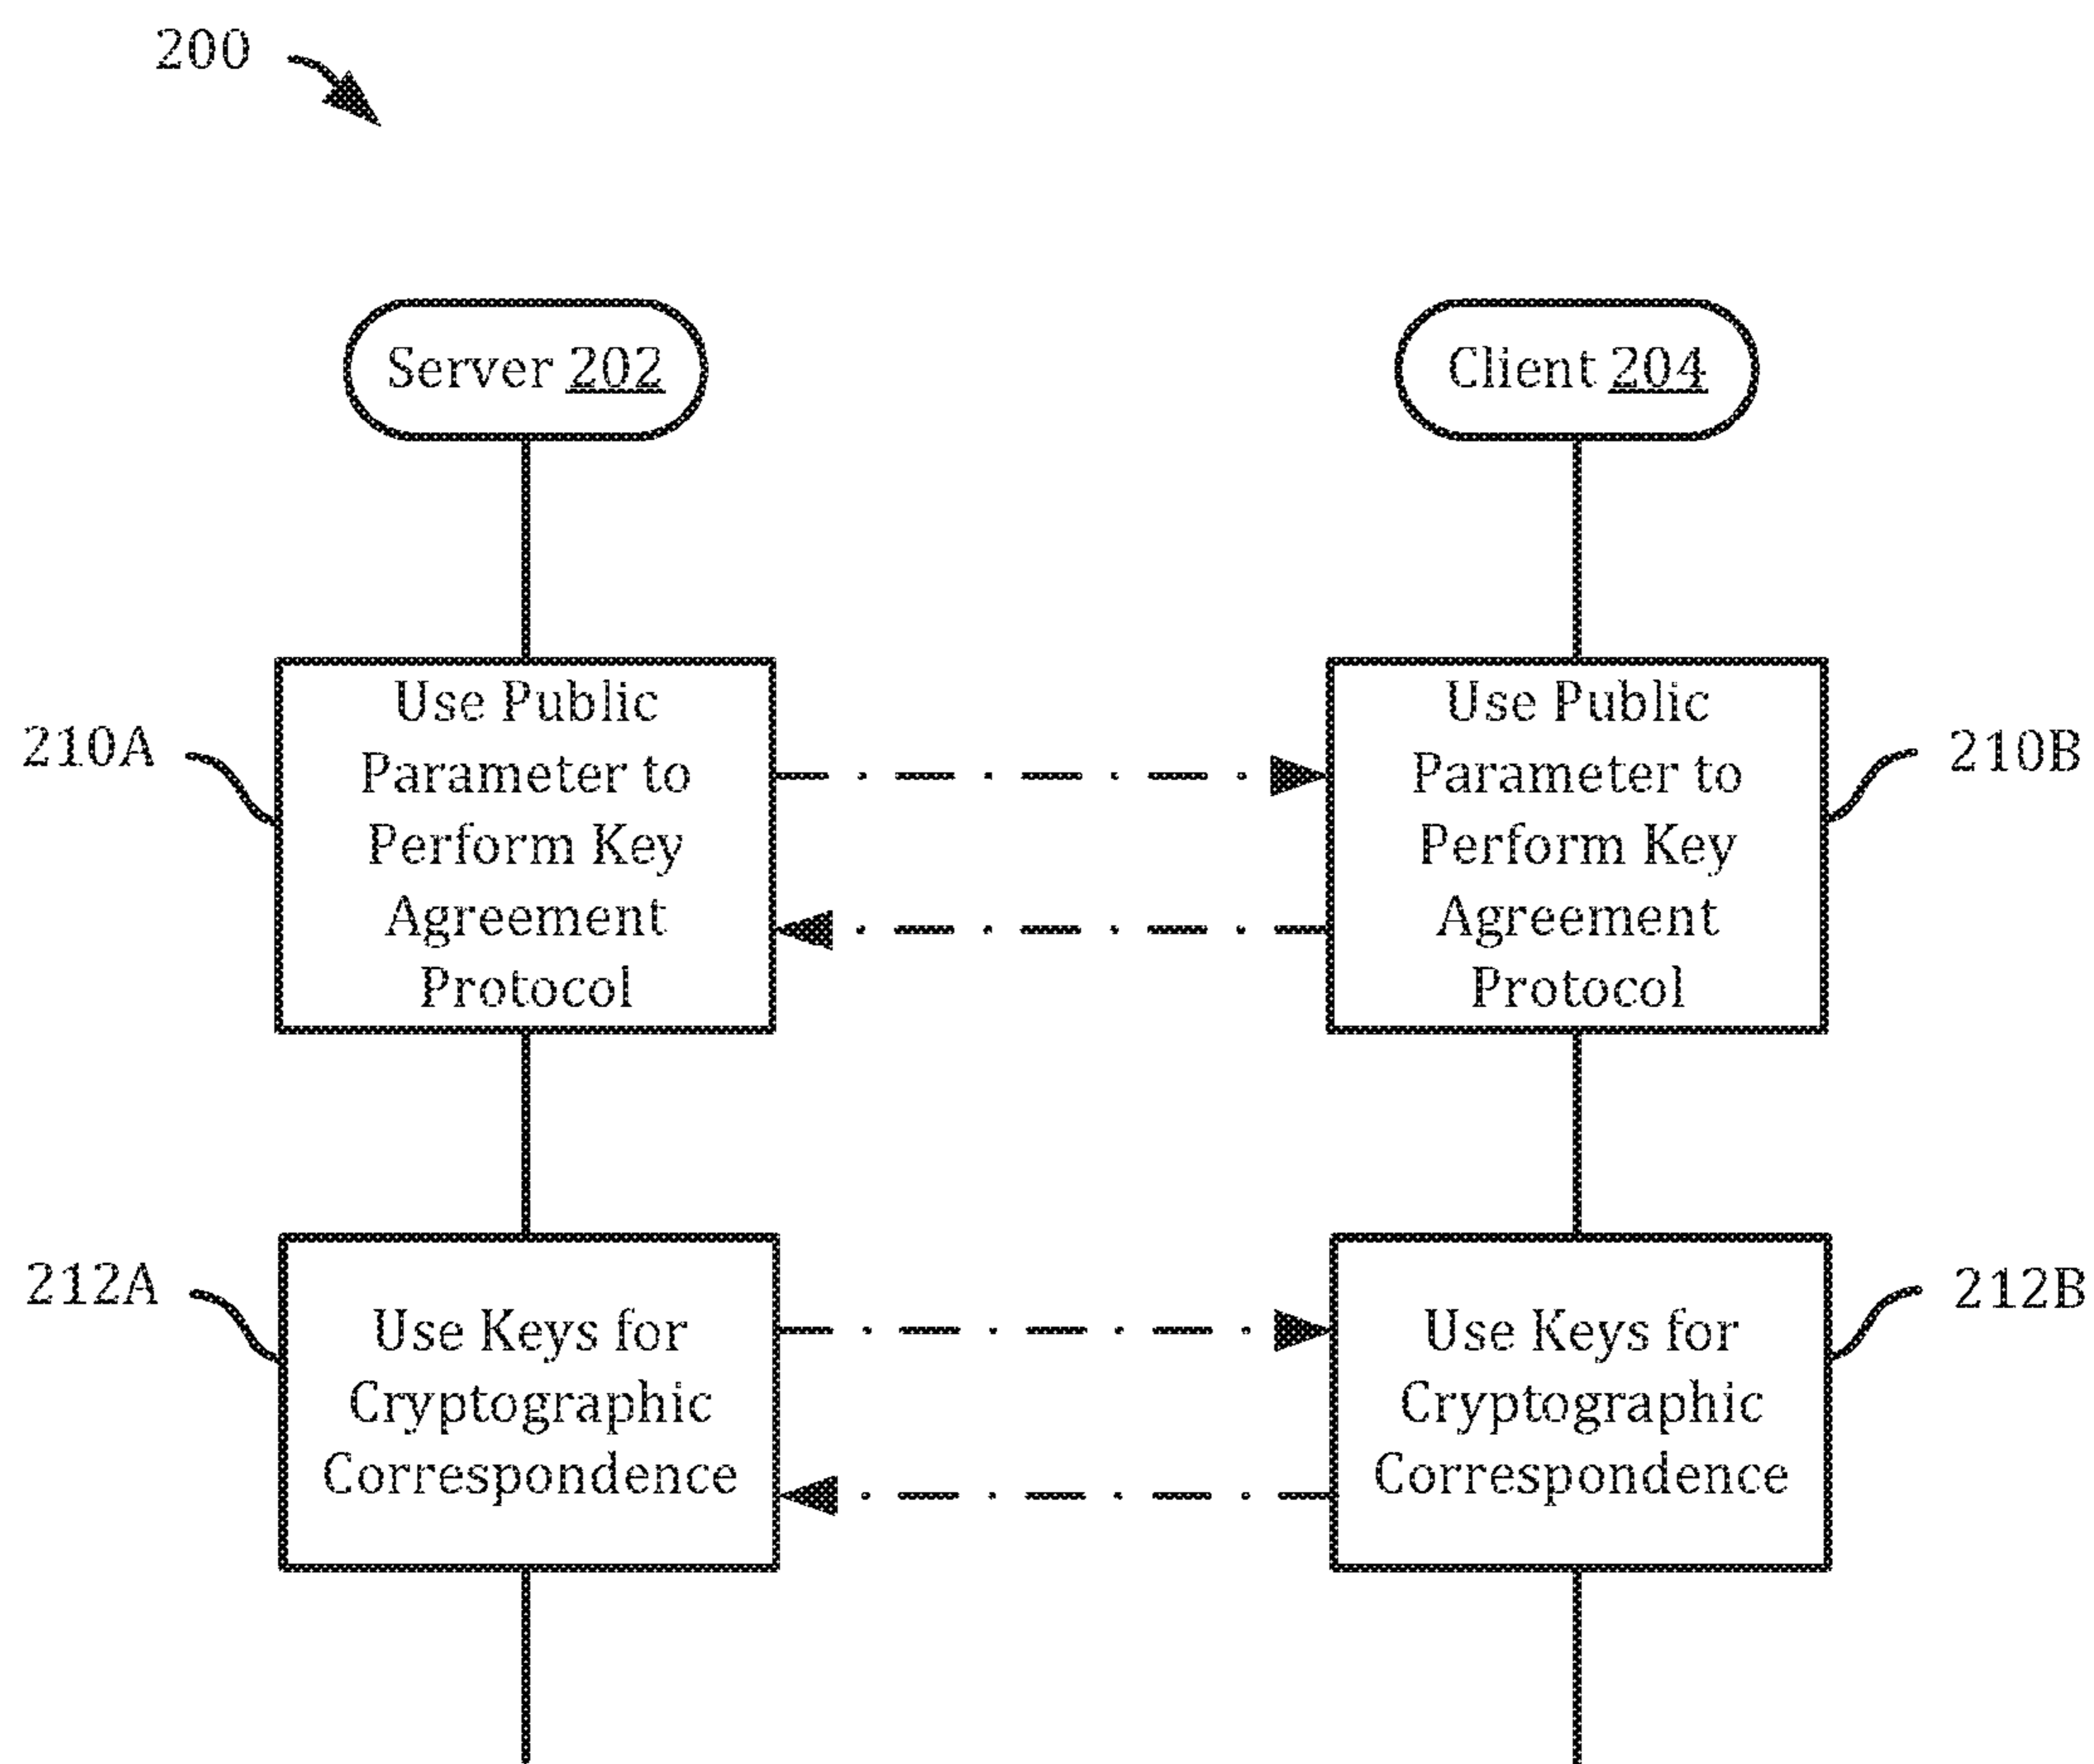 200
Server 202
Client 204
210A
Use Public
Parameter to
Perform Key
Agreement
Protocol
Use Public
Parameter to
Perform Key
Agreement
Protocol
210B
212A
Use Keys for
Cryptographic
Correspondence
Use Keys for
Cryptographic
Correspondence
212B